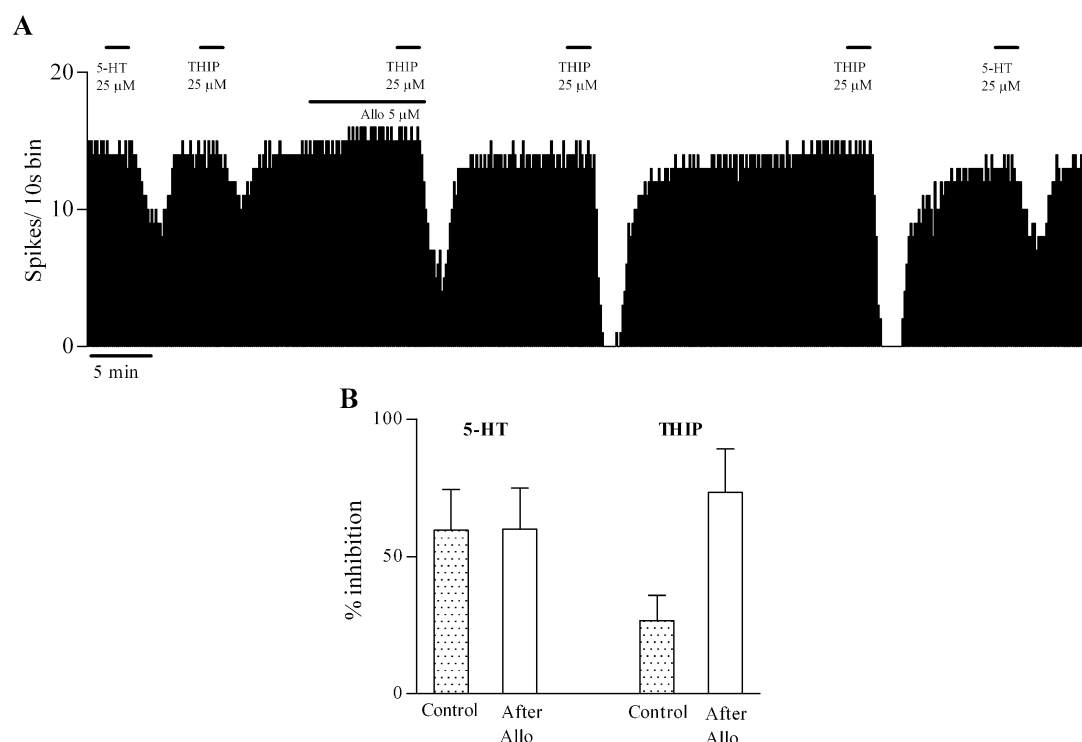 A
5-HT
25 µM
THIP
25 µM
THIP
25 µM
THIP
25 µM
THIP
25 µM
5-HT
25 µM
Allo 5 µM
20
10
0
Spikes/ 10s bin
5 min
B
100
50
0
% inhibition
5-HT
THIP
Control
After
Allo
Control
After
Allo